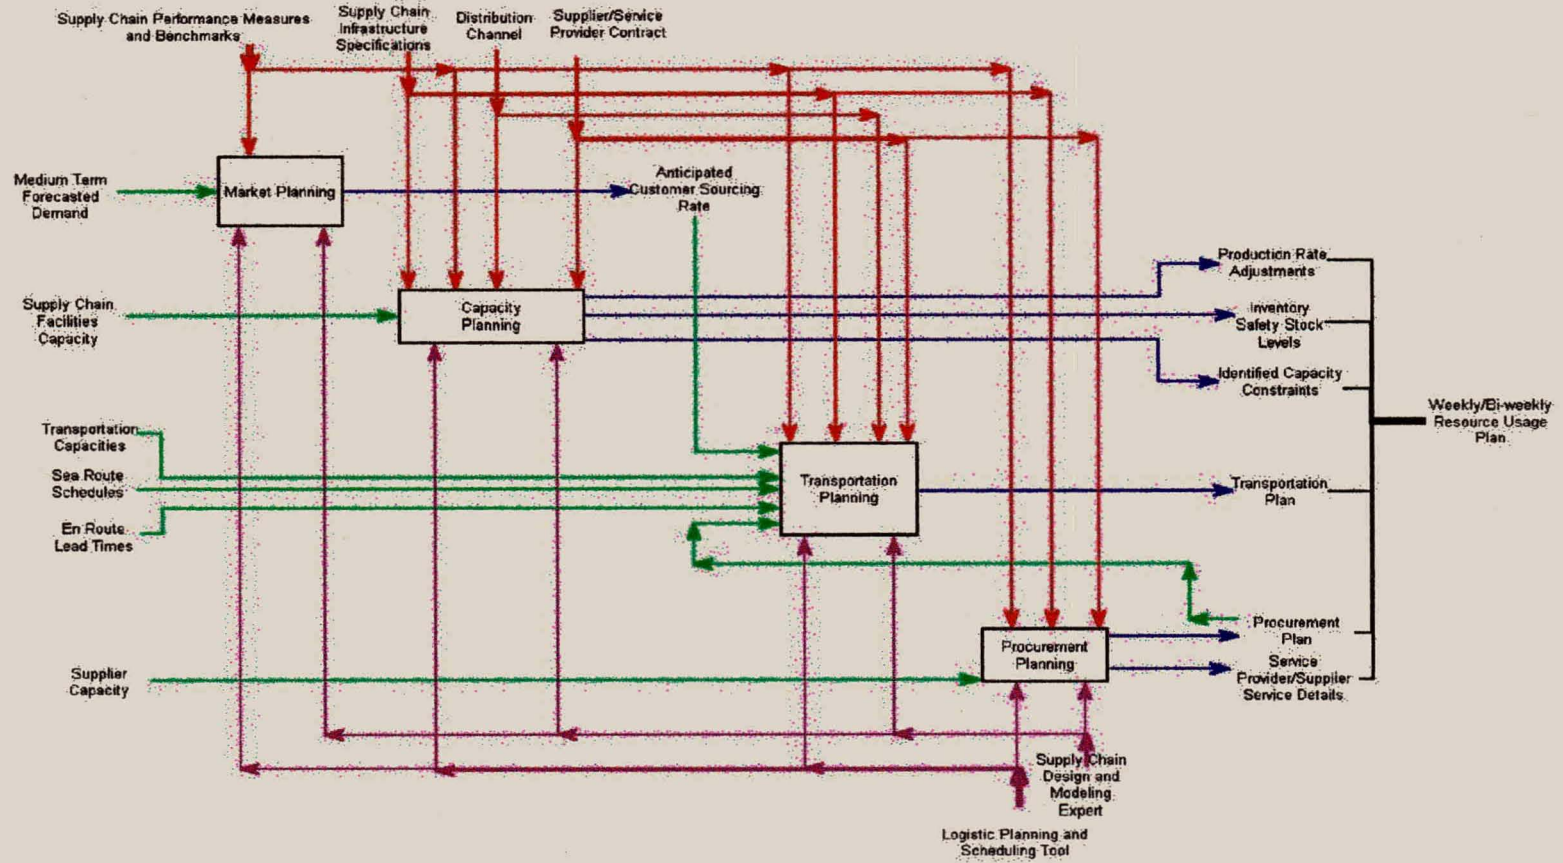 Supply Chain Performance Measures
and Benchmarks
Supply Chain
Infrastructure
Specifications
Distribution
Channel
Supplier/Service
Provider Contract
Medium Term
Forecasted
Demand
Market Planning
Anticipated
Customer Sourcing
Rate
Supply Chain
Facilities
Capacity
Capacity
Planning
Production Rate
Adjustments
Inventory
Safety Stock
Levels
Identified Capacity
Constraints
Weekly/Bi-weekly
Resource Usage
Plan
Transportation
Capacities
Sea Route
Schedules
En Route
Lead Times
Transportation
Planning
Transportation
Plan
Supplier
Capacity
Procurement
Planning
Procurement
Plan
Service
Provider/Supplier
Service Details
Supply Chain
Design and
Modeling
Expert
Logistic Planning and
Scheduling Tool